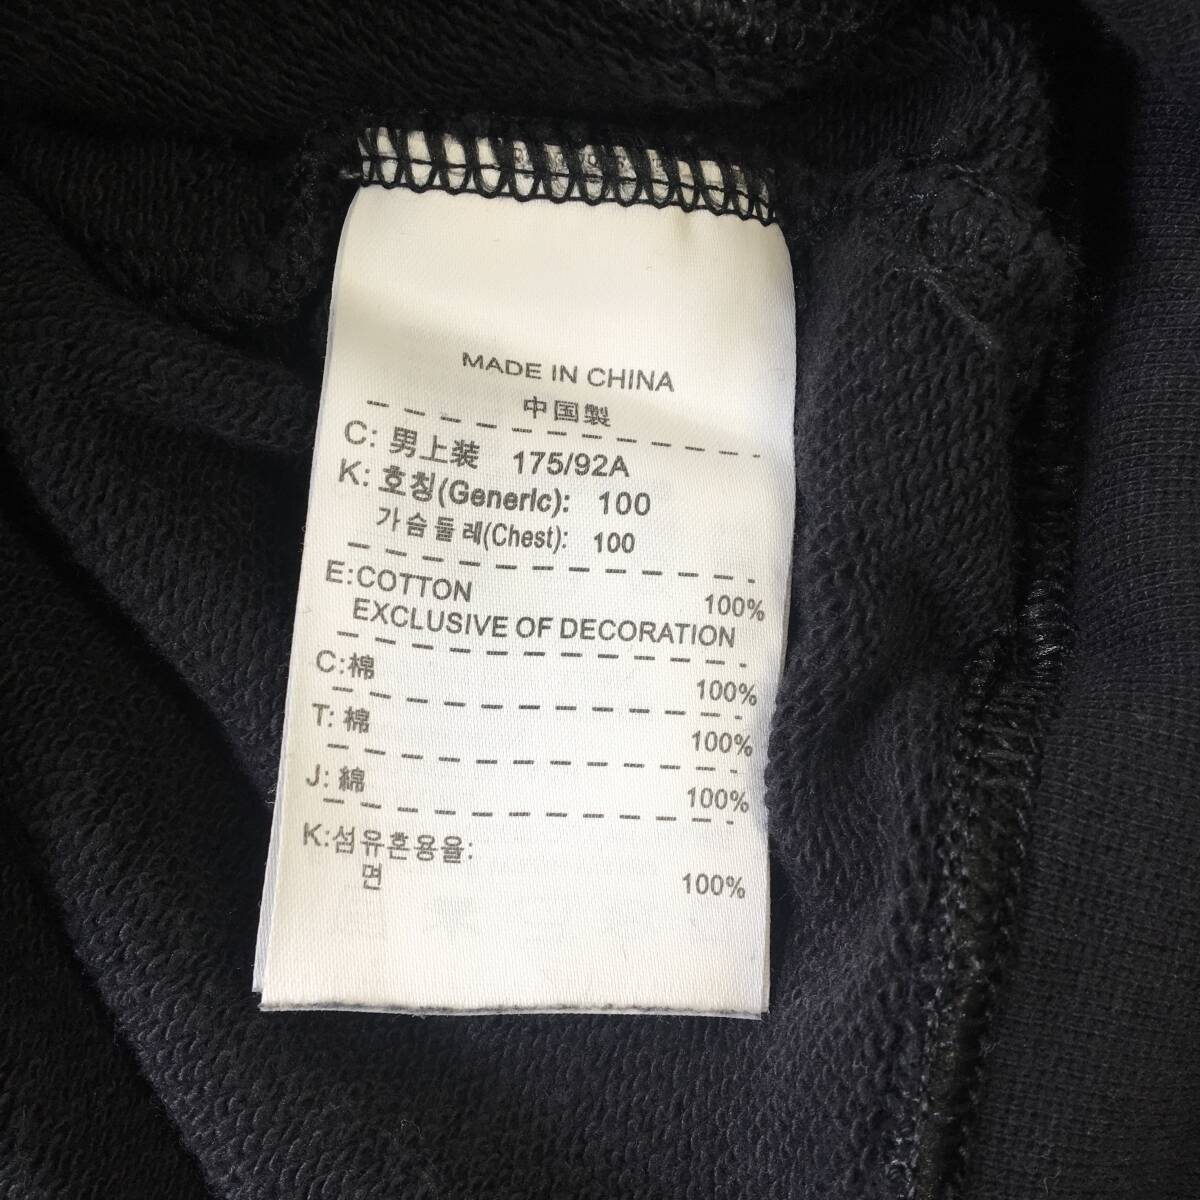 MADE IN CHINA
中国製
C: 男上装 175/92A
K: 호칭(Generic): 100
가슴둘레(Chest): 100
E:COTTON 100%
EXCLUSIVE OF DECORATION
C:棉 100%
T: 棉 100%
J: 綿 100%
K:섬유혼용율:
면 100%